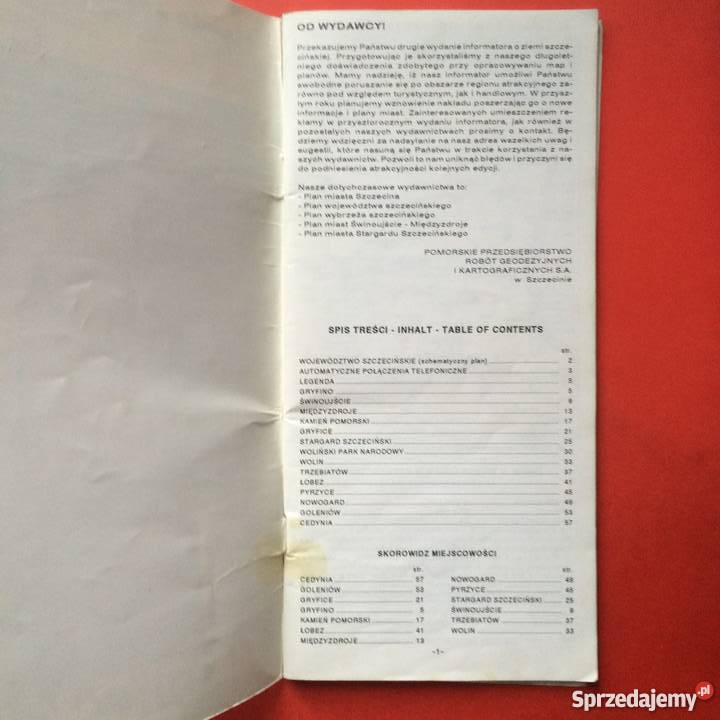 OD WYDAWCY!
Przekazujemy Państwu drugie wydanie informatora o ziemi szcze-
cińskiej. Przygotowując je skorzystaliśmy z naszego długolet-
niego doświadczenia zdobytego przy opracowywaniu map i
planów. Mamy nadzieję, iż nasz informator umożliwi Państwu
swobodne poruszanie się po obszarze regionu atrakcyjnego za-
równo pod względem turystycznym, jak i handlowym. W przysz-
łym roku planujemy wznowienie nakładu poszerzając go o nowe
informacje i plany miast. Zainteresowanych umieszczeniem re-
klamy w przyszłorocznym wydaniu informatora, jak również w
pozostałych naszych wydawnictwach prosimy o kontakt. Bę-
dziemy wdzięczni za nadsyłanie na nasz adres wszelkich uwag i
sugestii, które nasuną się Państwu w trakcie korzystania z na-
szych wydawnictw. Pozwoli to nam uniknąć błędów i przyczyni się
do podniesienia atrakcyjności kolejnych edycji.
Nasze dotychczasowe wydawnictwa to:
- Plan miasta Szczecina
- Plan województwa szczecińskiego
- Plan wybrzeża szczecińskiego
- Plan miast Świnoujście - Międzyzdroje
- Plan miasta Stargardu Szczecińskiego
POMORSKIE PRZEDSIĘBIORSTWO
ROBÓT GEODEZYJNYCH
I KARTOGRAFICZNYCH S.A.
w Szczecinie
SPIS TREŚCI - INHALT - TABLE OF CONTENTS
str.
WOJEWÓDZTWO SZCZECIŃSKIE (schematyczny plan) 2
AUTOMATYCZNE POŁĄCZENIA TELEFONICZNE 3
LEGENDA 5
GRYFINO 5
ŚWINOUJŚCIE 9
MIĘDZYZDROJE 13
KAMIEŃ POMORSKI 17
GRYFICE 21
STARGARD SZCZECIŃSKI 25
WOLIŃSKI PARK NARODOWY 30
WOLIN 33
TRZEBIATÓW 37
ŁOBEZ 41
PYRZYCE 45
NOWOGARD 49
GOLENIÓW 53
CEDYNIA 57
SKOROWIDZ MIEJSCOWOŚCI
str. str.
CEDYNIA 57 NOWOGARD 49
GOLENIÓW 53 PYRZYCE 45
GRYFICE 21 STARGARD SZCZECIŃSKI 25
GRYFINO 5 ŚWINOUJŚCIE 9
KAMIEŃ POMORSKI 17 TRZEBIATÓW 37
ŁOBEZ 41 WOLIN 33
MIĘDZYZDROJE 13
-1-
Sprzedajemy.pl